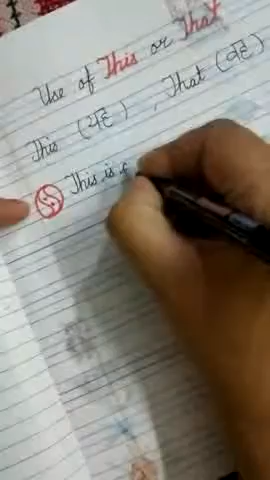 Use of This or That
This (यह) , That (वह)
This is